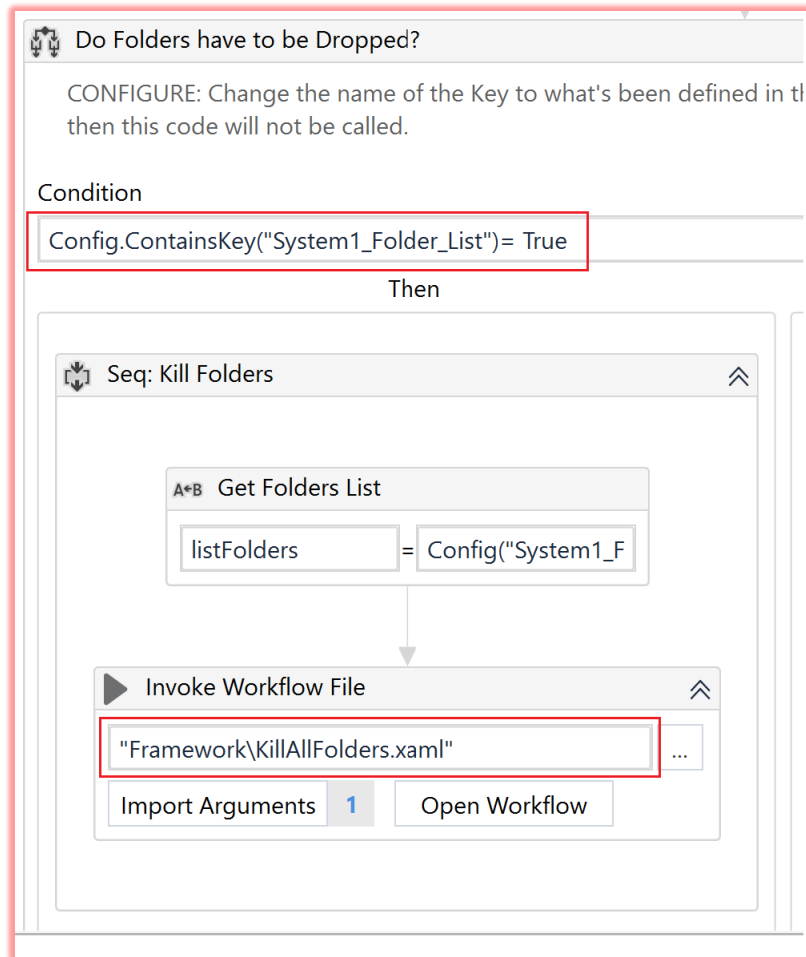 Do Folders have to be Dropped?
CONFIGURE: Change the name of the Key to what's been defined in
then this code will not be called.
Condition
Config.ContainsKey("System1_Folder_List")= True
Then
Seq: Kill Folders
A←B Get Folders List
listFolders = Config("System1_F
Invoke Workflow File
"Framework\KillAllFolders.xaml" ...
Import Arguments 1 Open Workflow